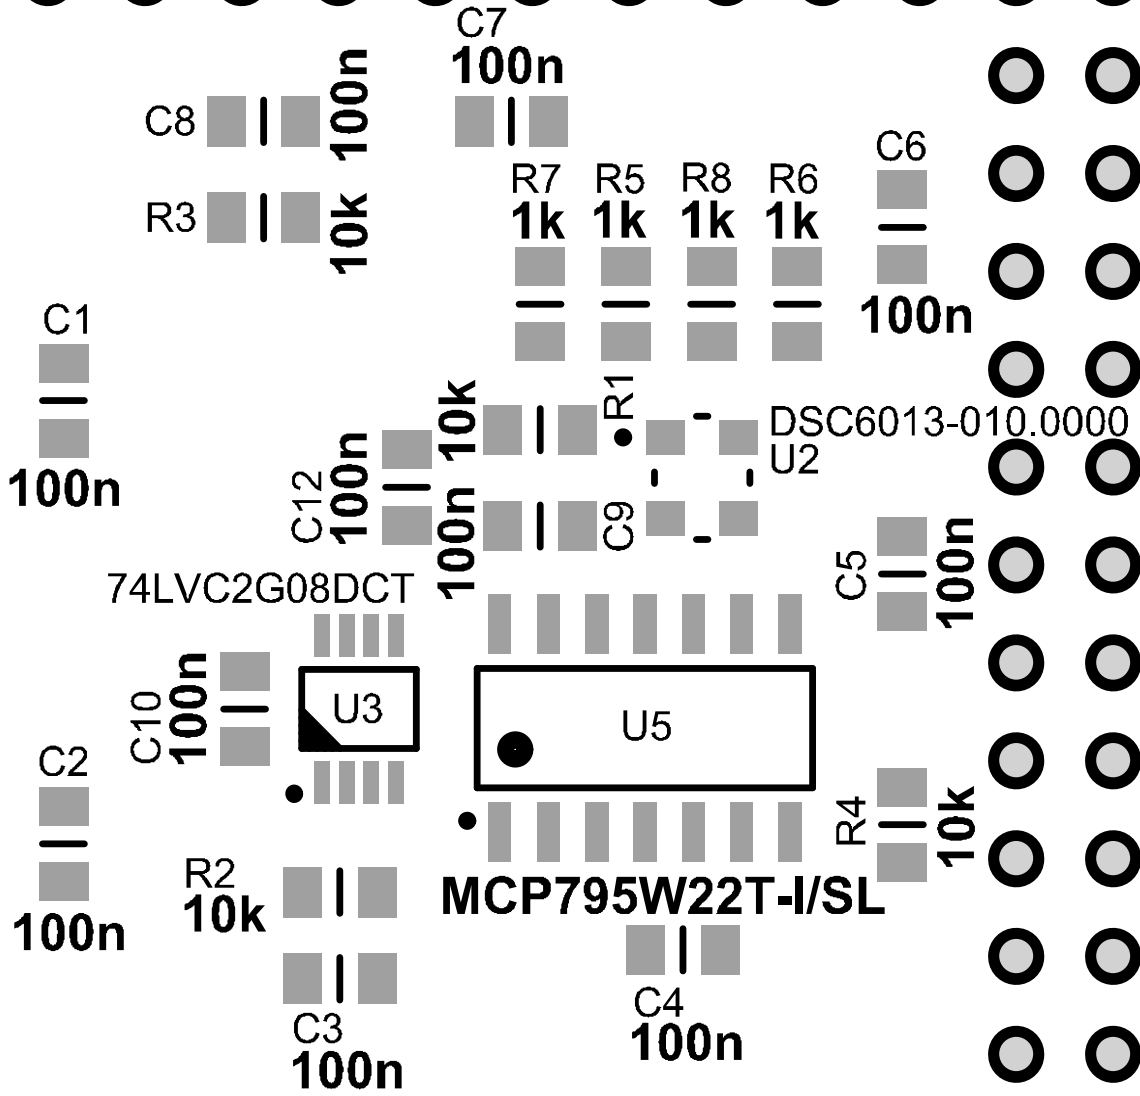 C7
100n
C8
100n
R3
10k
R7
1k
R5
1k
R8
1k
R6
1k
C6
100n
C1
100n
10k
R1
DSC6013-010.0000
U2
C12
100n
100n
C9
C5
100n
74LVC2G08DCT
U3
C10
100n
U5
C2
100n
R4
10k
R2
10k
MCP795W22T-I/SL
C3
100n
C4
100n